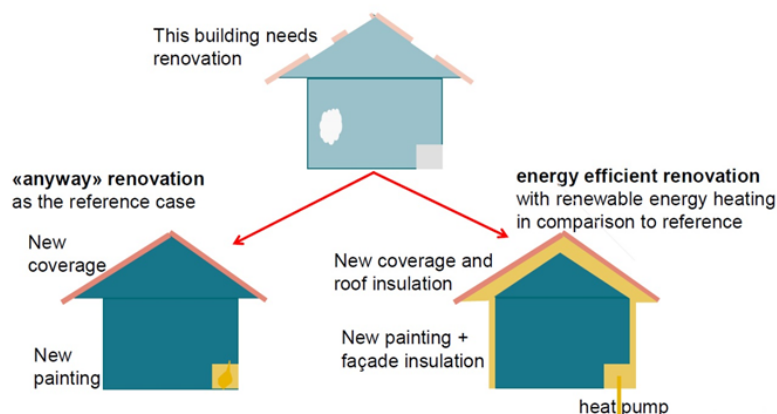 This building needs
renovation
«anyway» renovation
as the reference case
energy efficient renovation
with renewable energy heating
in comparison to reference
New
coverage
New
painting
New coverage and
roof insulation
New painting +
façade insulation
heat pump